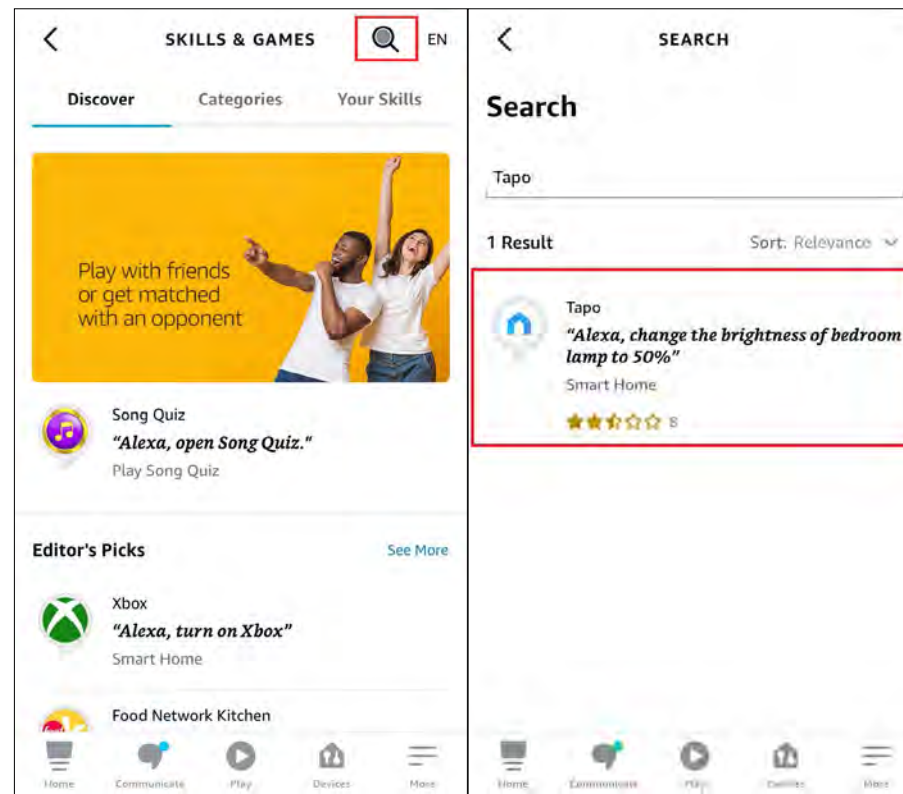 SKILLS & GAMES
EN
Discover
Categories
Your Skills
Play with friends
or get matched
with an opponent
Song Quiz
“Alexa, open Song Quiz."
Play Song Quiz
Editor's Picks
See More
Xbox
“Alexa, turn on Xbox”
Smart Home
Food Network Kitchen
Home
Communicate
Play
Devices
More
SEARCH
Search
Tapo
1 Result
Sort: Relevance
Tapo
“Alexa, change the brightness of bedroom
lamp to 50%”
Smart Home
8
Home
Communicate
Play
Devices
More